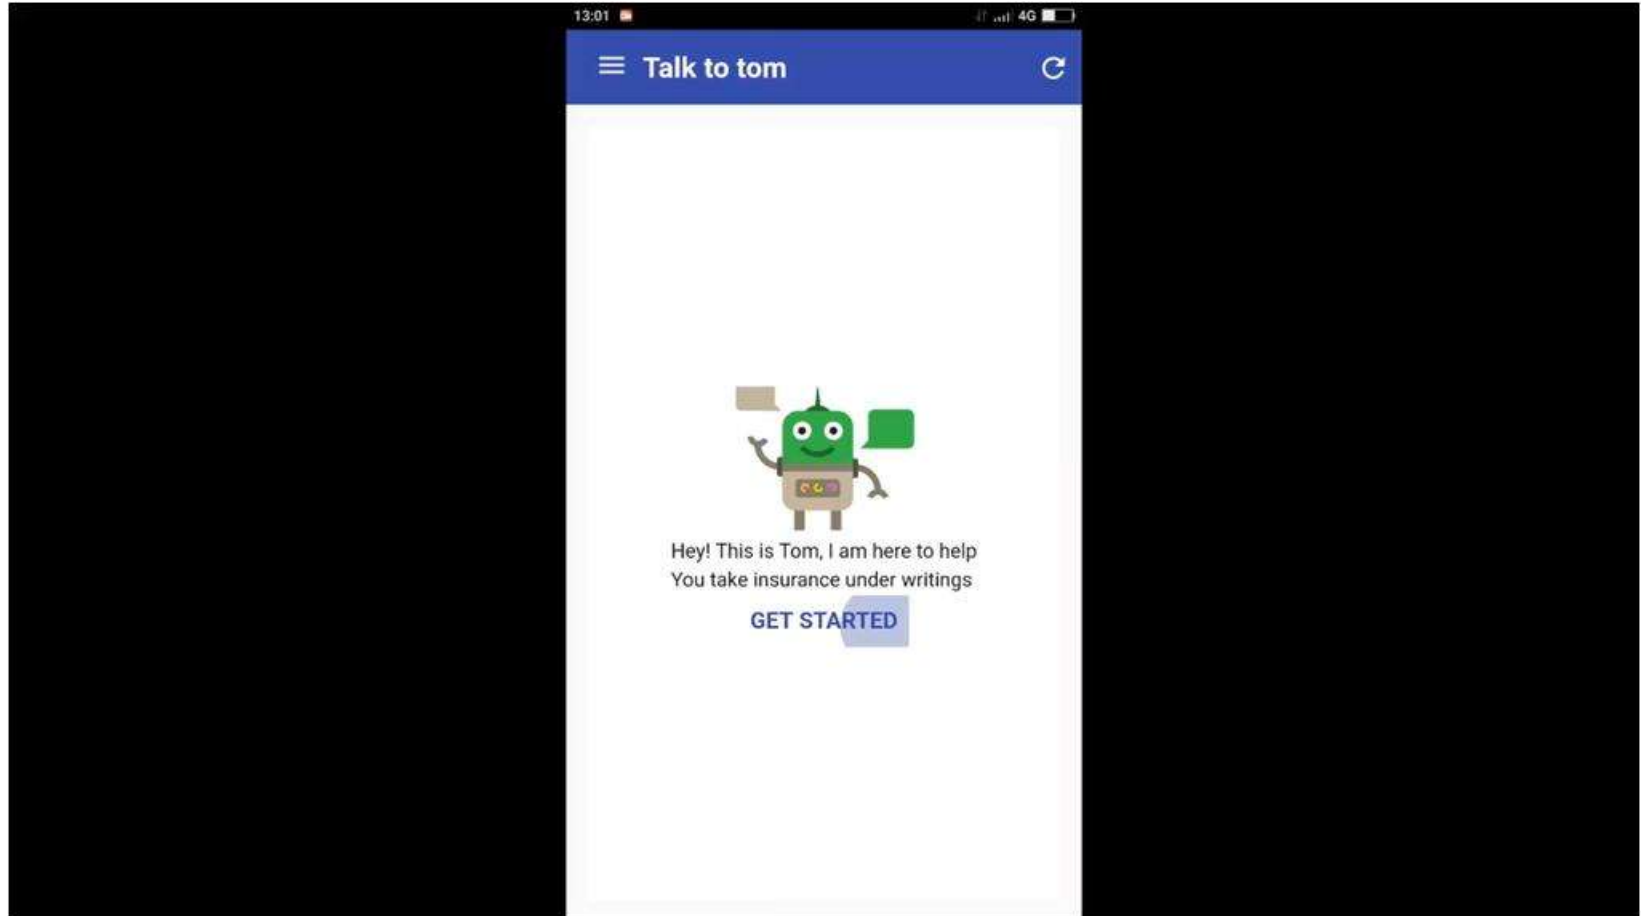 13:01
4G
Talk to tom
Hey! This is Tom, I am here to help
You take insurance under writings
GET STARTED